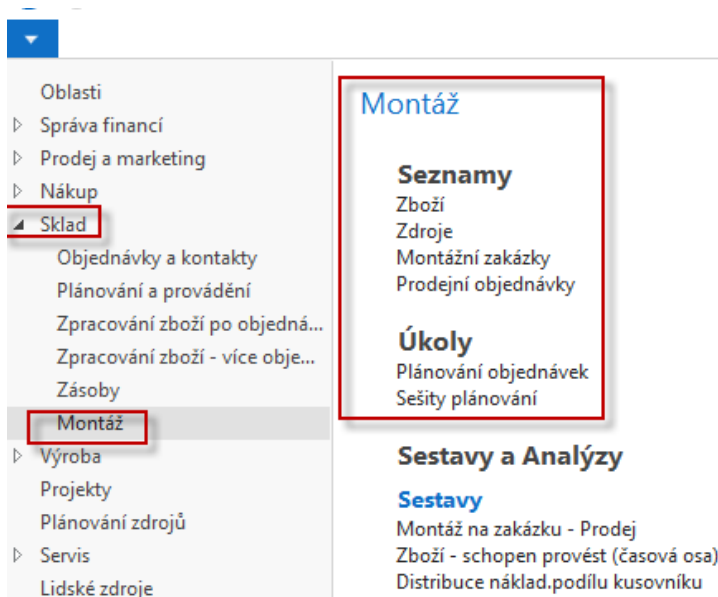 Oblasti
Správa financí
Prodej a marketing
Nákup
Sklad
Objednávky a kontakty
Plánování a provádění
Zpracování zboží po objedná...
Zpracování zboží - více obje...
Zásoby
Montáž
Výroba
Projekty
Plánování zdrojů
Servis
Lidské zdroje
Montáž
Seznamy
Zboží
Zdroje
Montážní zakázky
Prodejní objednávky
Úkoly
Plánování objednávek
Sešity plánování
Sestavy a Analýzy
Sestavy
Montáž na zakázku - Prodej
Zboží - schopen provést (časová osa)
Distribuce náklad.podílu kusovníku